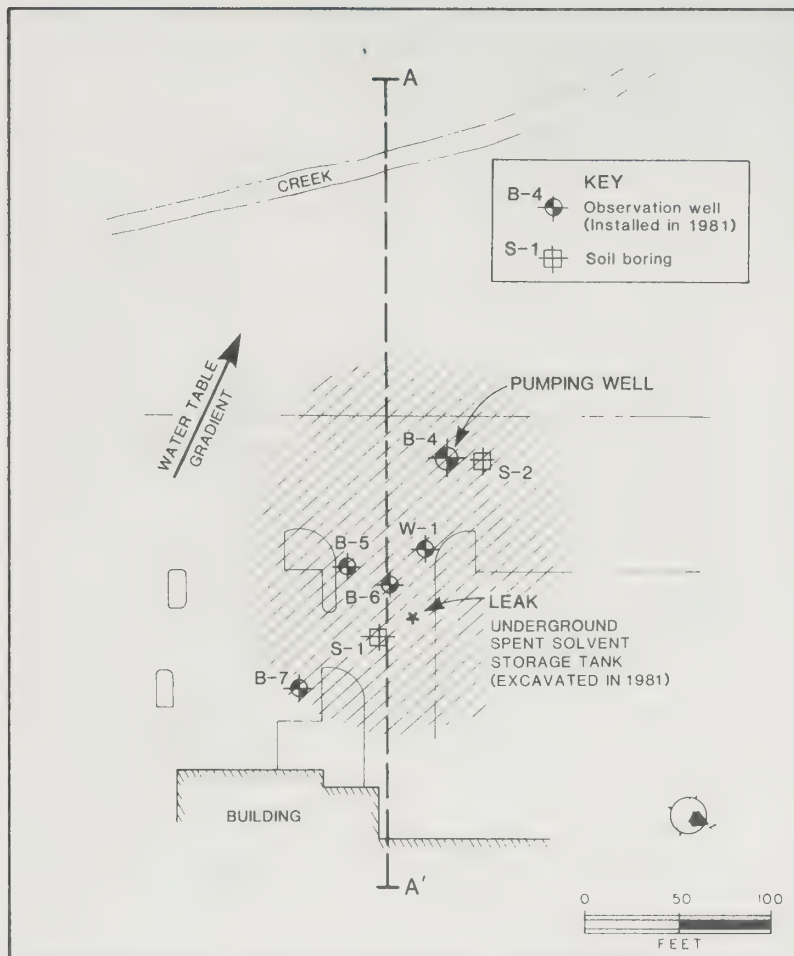 A
CREEK
KEY
B-4
Observation well
(Installed in 1981)
S-1
Soil boring
WATER TABLE
GRADIENT
PUMPING WELL
B-4
S-2
W-1
B-5
B-6
LEAK
UNDERGROUND
SPENT SOLVENT
STORAGE TANK
(EXCAVATED IN 1981)
S-1
B-7
BUILDING
A'
0 50 100
FEET